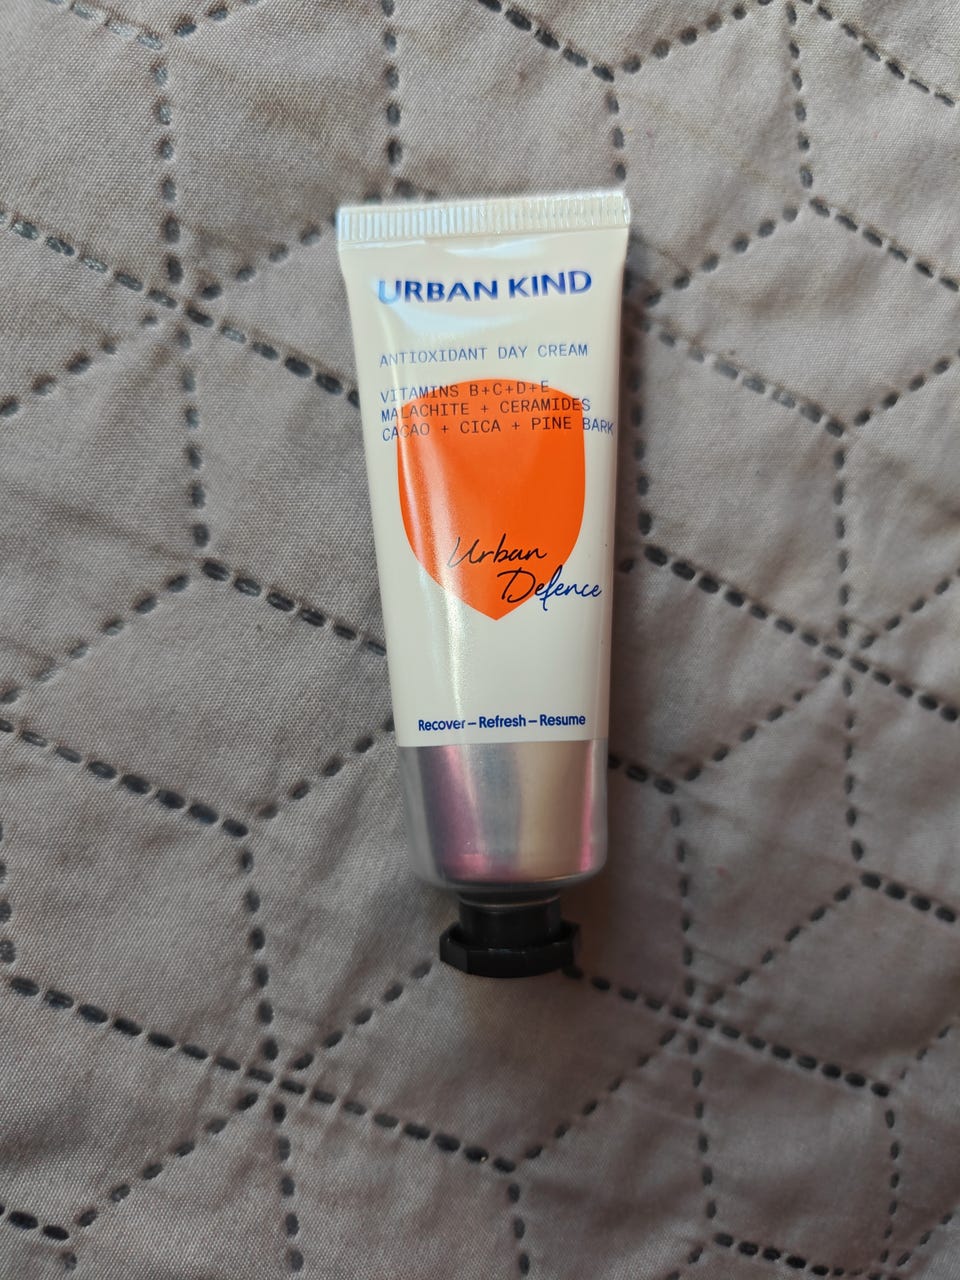 URBAN KIND
ANTIOXIDANT DAY CREAM
VITAMINS B+C+D+E
MALACHITE + CERAMIDES
CACAO + CICA + PINE BARK
Urban
Defence
Recover – Refresh – Resume